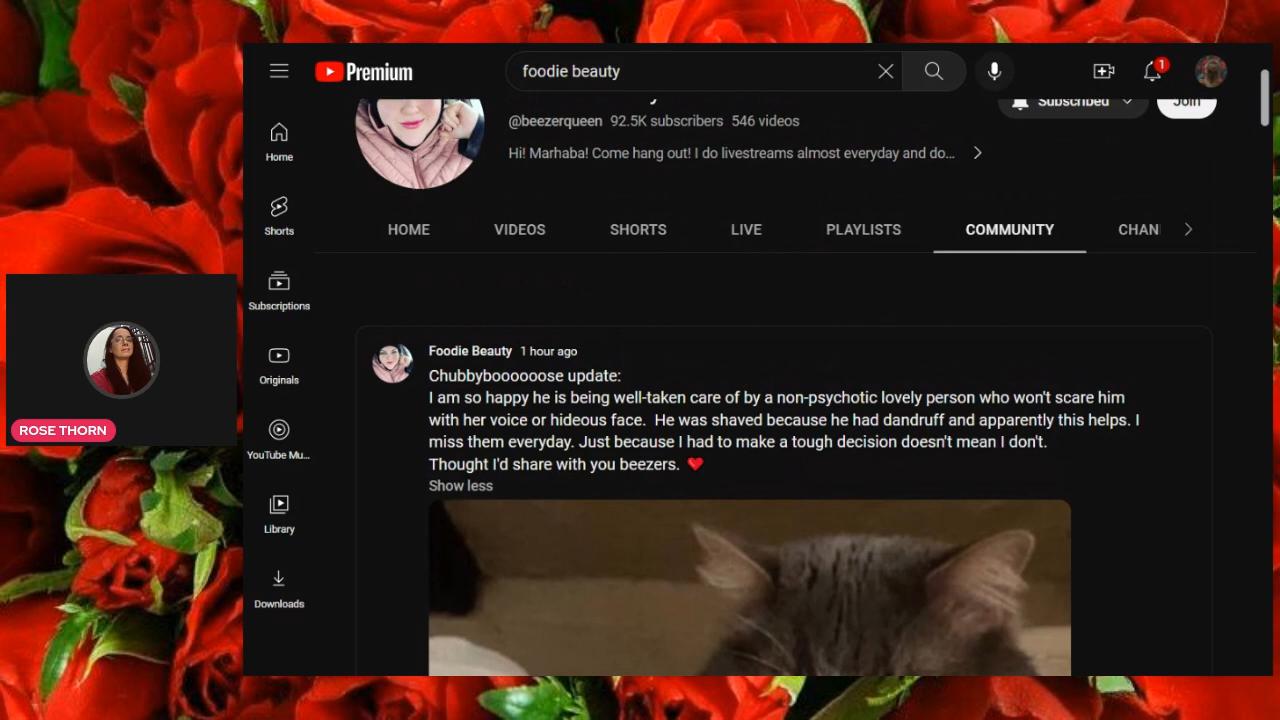 Premium
foodie beauty
1
@beezerqueen 92.5K subscribers 546 videos
Subscribed
Join
Hi! Marhaba! Come hang out! I do livestreams almost everyday and do...
HOME VIDEOS SHORTS LIVE PLAYLISTS COMMUNITY CHAN
Home
Shorts
Subscriptions
Originals
YouTube Mu...
Library
Downloads
ROSE THORN
Foodie Beauty 1 hour ago
Chubbyboooooose update:
I am so happy he is being well-taken care of by a non-psychotic lovely person who won't scare him
with her voice or hideous face. He was shaved because he had dandruff and apparently this helps. I
miss them everyday. Just because I had to make a tough decision doesn't mean I don't.
Thought I'd share with you beezers.
Show less